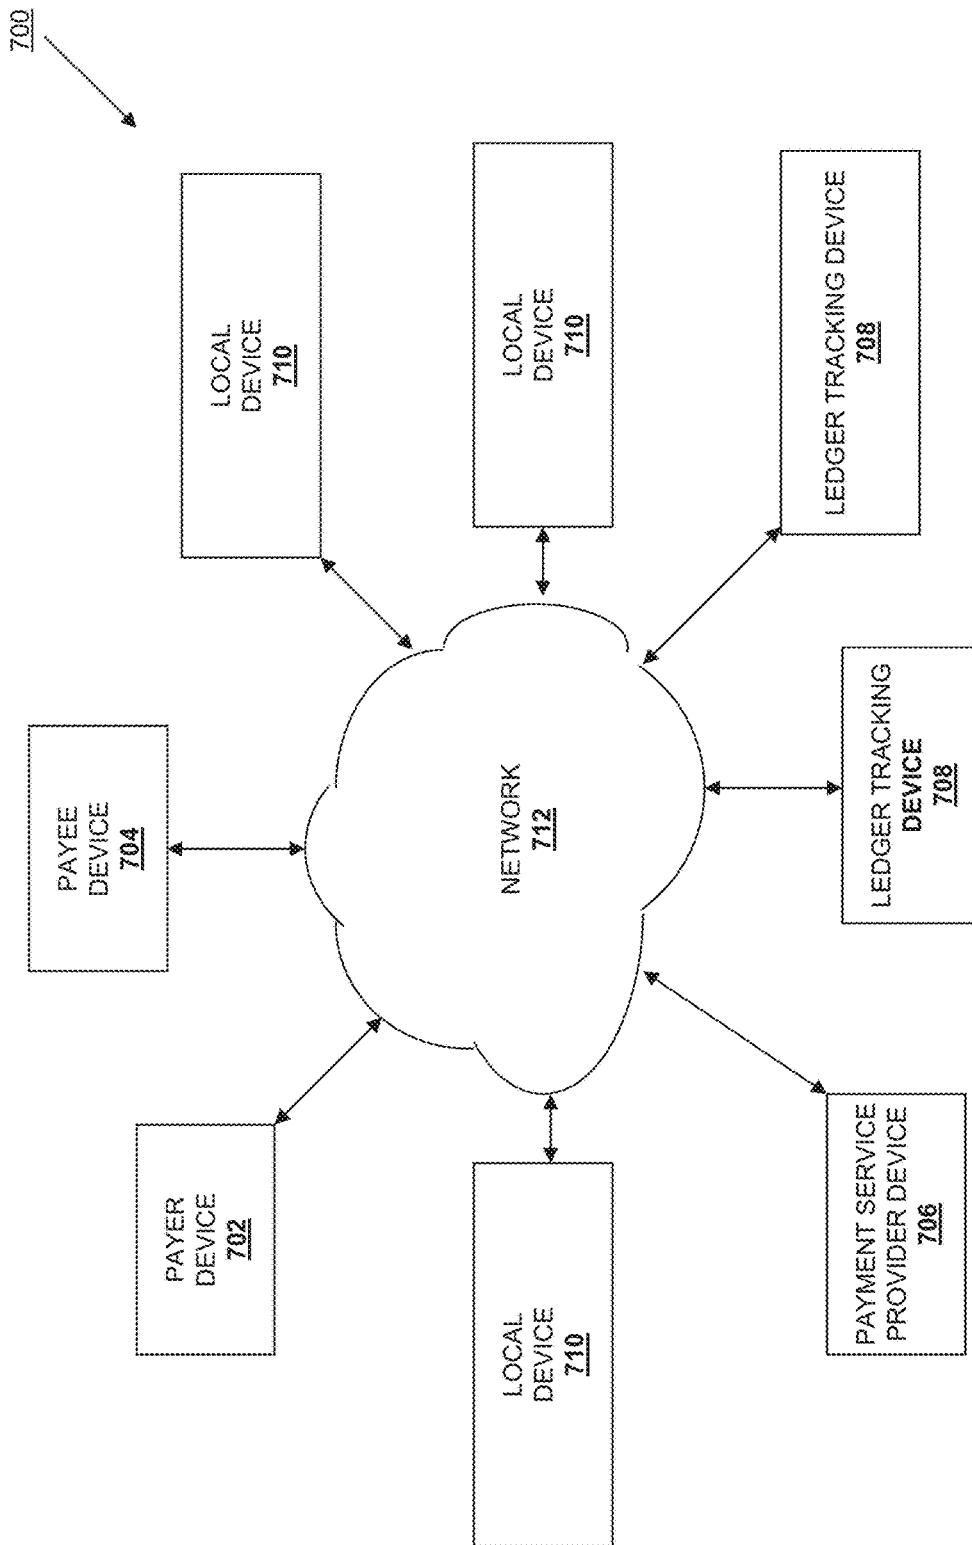 700
PAYER
DEVICE
702
PAYEE
DEVICE
704
LOCAL
DEVICE
710
LOCAL
DEVICE
710
NETWORK
712
LOCAL
DEVICE
710
PAYMENT SERVICE
PROVIDER DEVICE
706
LEDGER TRACKING
DEVICE
708
LEDGER TRACKING DEVICE
708